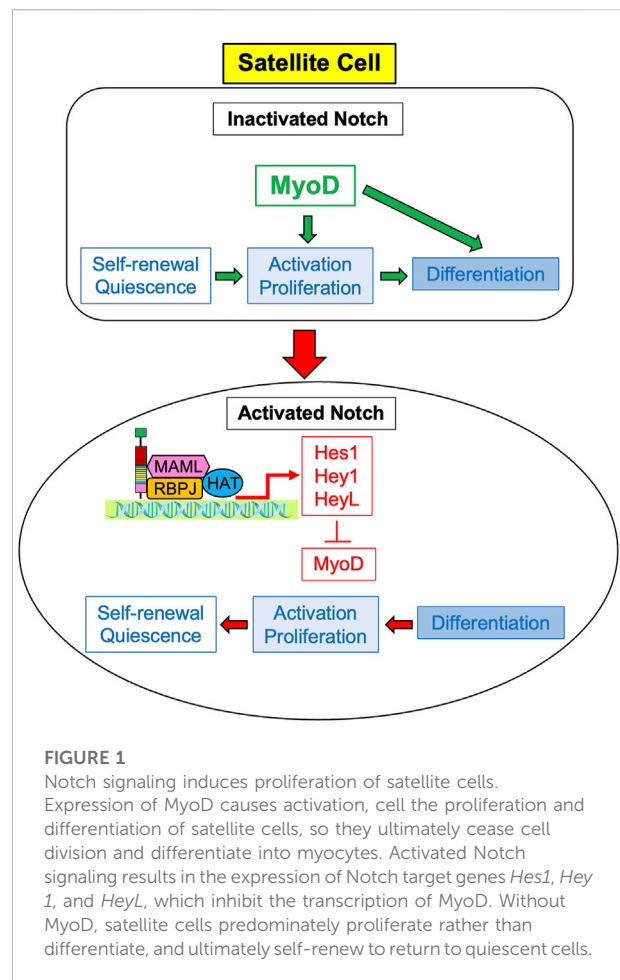 Satellite Cell
Inactivated Notch
MyoD
Self-renewal
Quiescence
Activation
Proliferation
Differentiation
Activated Notch
MAML
RBPJ
HAT
Hes1
Hey1
HeyL
MyoD
Self-renewal
Quiescence
Activation
Proliferation
Differentiation
FIGURE 1
Notch signaling induces proliferation of satellite cells.
Expression of MyoD causes activation, cell the proliferation and
differentiation of satellite cells, so they ultimately cease cell
division and differentiate into myocytes. Activated Notch
signaling results in the expression of Notch target genes Hes1, Hey
1, and HeyL, which inhibit the transcription of MyoD. Without
MyoD, satellite cells predominately proliferate rather than
differentiate, and ultimately self-renew to return to quiescent cells.